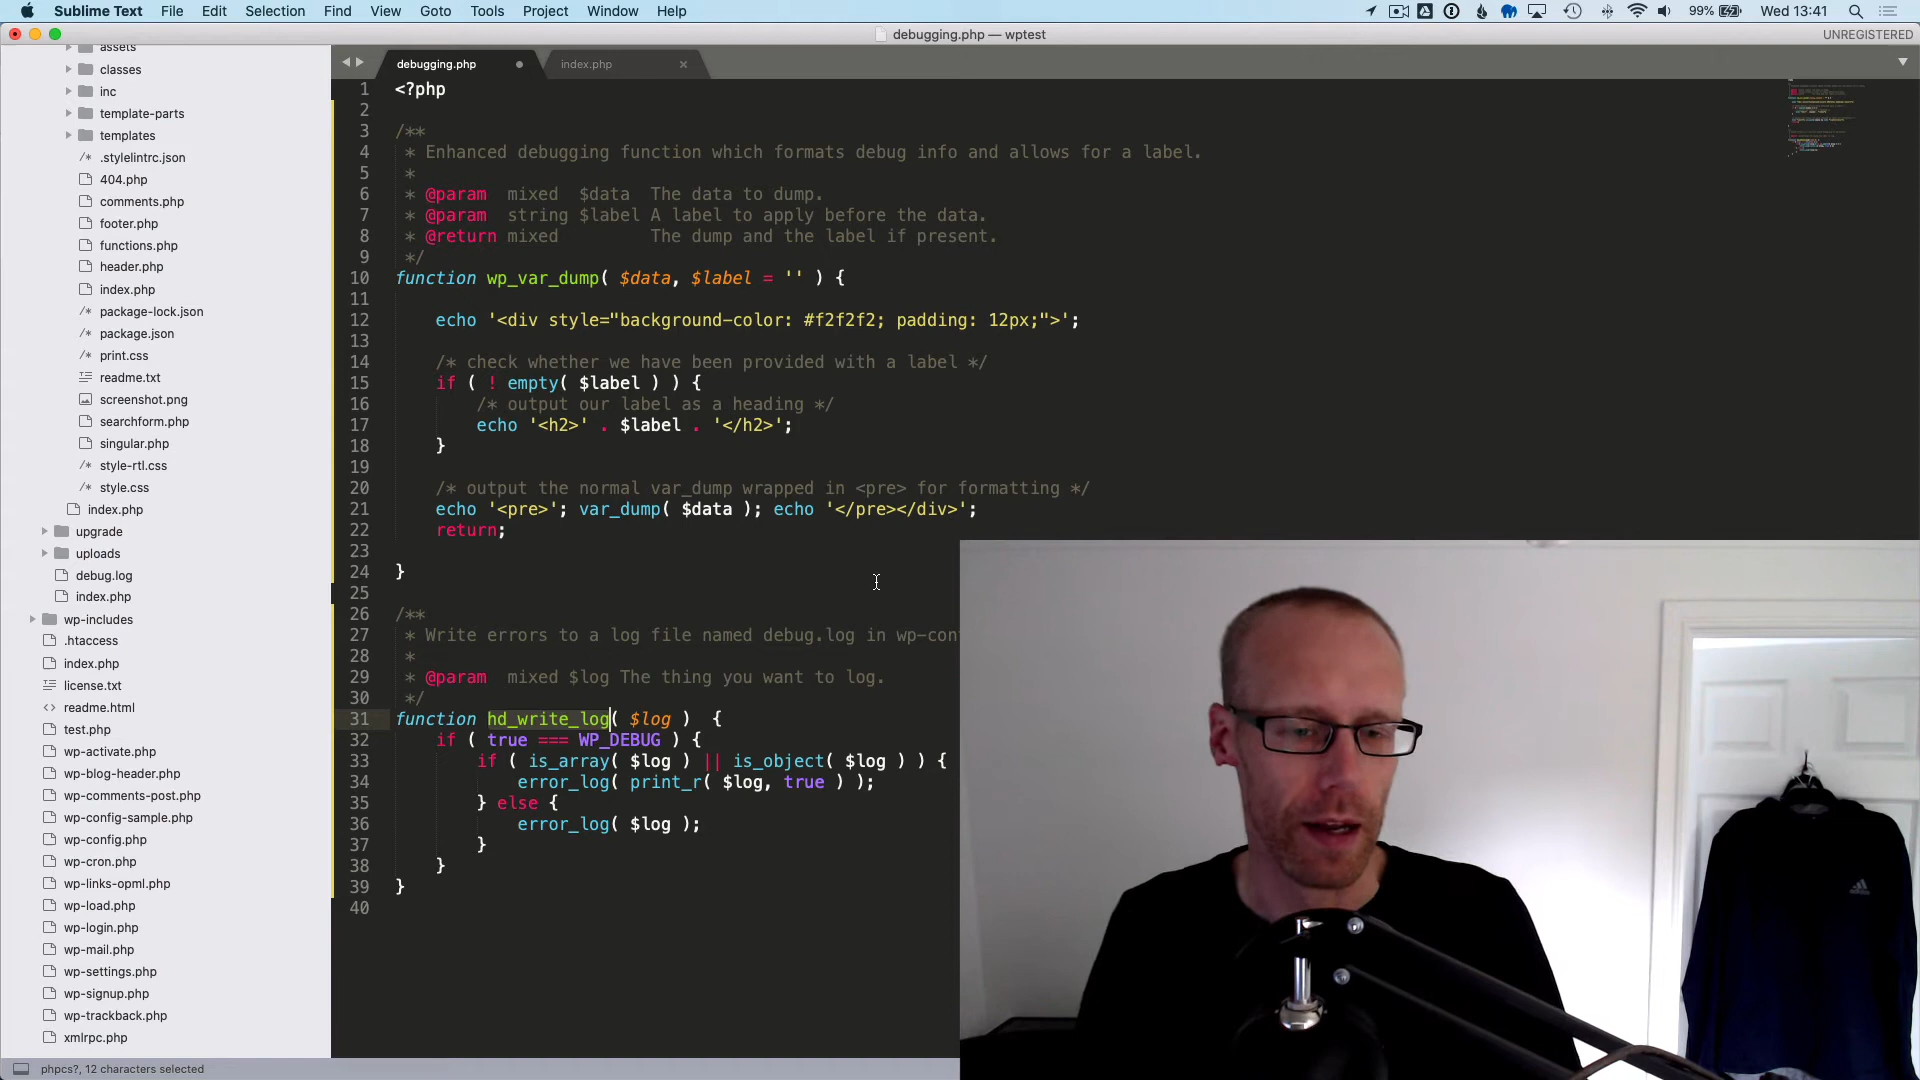 Sublime Text File Edit Selection Find View Goto Tools Project Window Help
99% Wed 13:41
debugging.php — wptest
UNREGISTERED
assets
classes
inc
template-parts
templates
.stylelintrc.json
404.php
comments.php
footer.php
functions.php
header.php
index.php
package-lock.json
package.json
print.css
readme.txt
screenshot.png
searchform.php
singular.php
style-rtl.css
style.css
index.php
upgrade
uploads
debug.log
index.php
wp-includes
.htaccess
index.php
license.txt
readme.html
test.php
wp-activate.php
wp-blog-header.php
wp-comments-post.php
wp-config-sample.php
wp-config.php
wp-cron.php
wp-links-opml.php
wp-load.php
wp-login.php
wp-mail.php
wp-settings.php
wp-signup.php
wp-trackback.php
xmlrpc.php
debugging.php index.php
1 <?php
2
3 /**
4 * Enhanced debugging function which formats debug info and allows for a label.
5 *
6 * @param mixed $data The data to dump.
7 * @param string $label A label to apply before the data.
8 * @return mixed The dump and the label if present.
9 */
10 function wp_var_dump( $data, $label = '' ) {
11
12 echo '<div style="background-color: #f2f2f2; padding: 12px;">';
13
14 /* check whether we have been provided with a label */
15 if ( ! empty( $label ) ) {
16 /* output our label as a heading */
17 echo '<h2>' . $label . '</h2>';
18 }
19
20 /* output the normal var_dump wrapped in <pre> for formatting */
21 echo '<pre>'; var_dump( $data ); echo '</pre></div>';
22 return;
23
24 }
25
26 /**
27 * Write errors to a log file named debug.log in wp-con
28 *
29 * @param mixed $log The thing you want to log.
30 */
31 function hd_write_log( $log ) {
32 if ( true === WP_DEBUG ) {
33 if ( is_array( $log ) || is_object( $log ) ) {
34 error_log( print_r( $log, true ) );
35 } else {
36 error_log( $log );
37 }
38 }
39 }
40
phpcs?, 12 characters selected